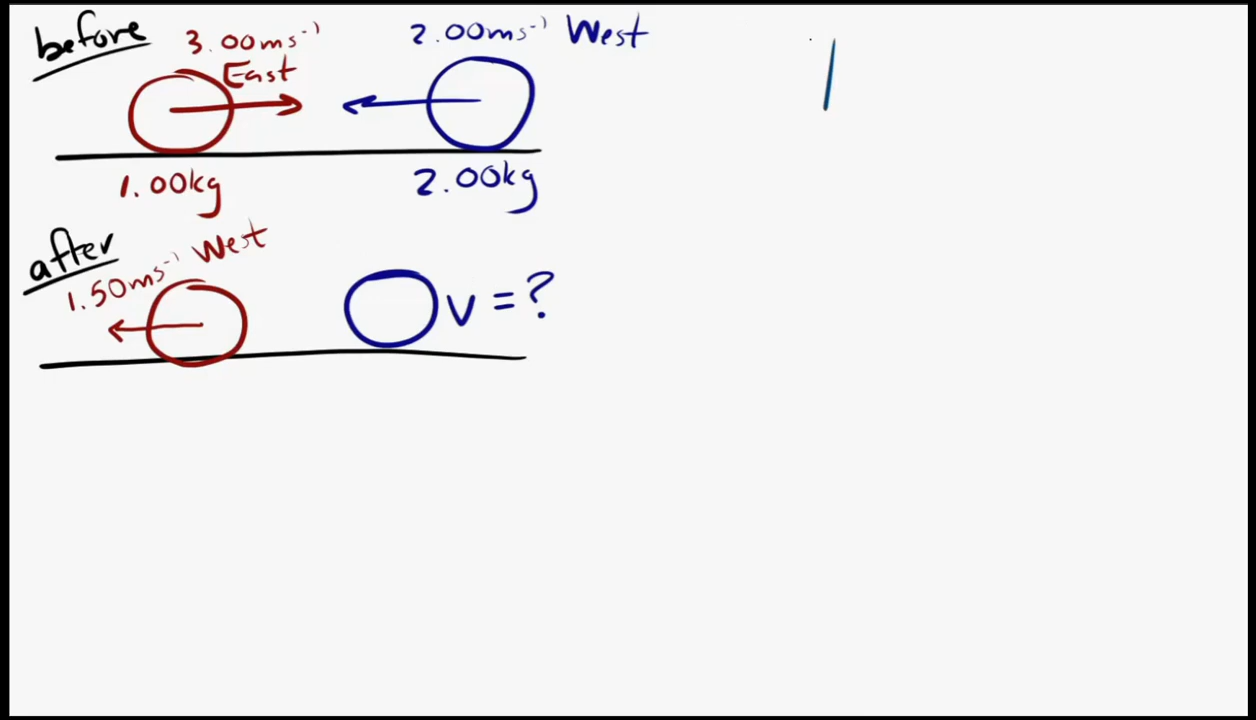 before
3.00ms⁻¹ East
2.00ms⁻¹ West
1.00kg
2.00kg
after
1.50ms⁻¹ West
v = ?